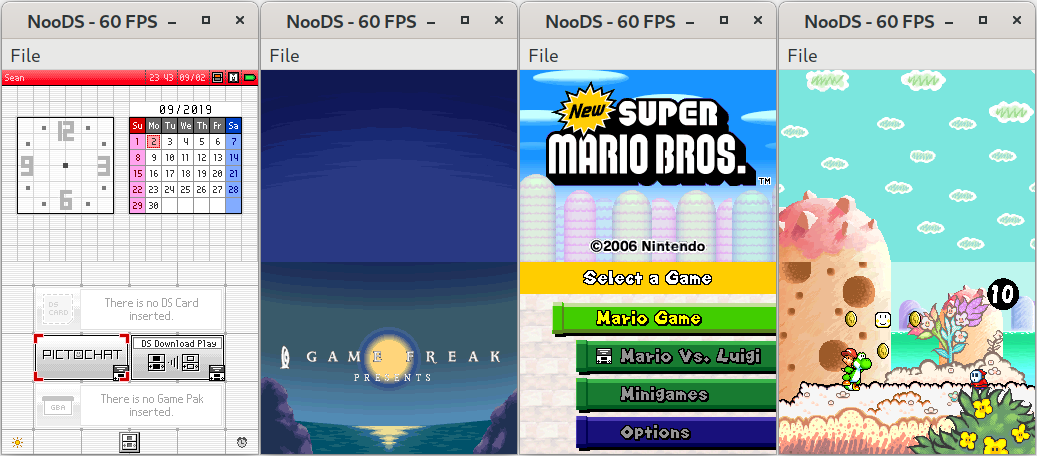 NooDS - 60 FPS
File
Sean
23 43 09/02
M
09/2019
12
9
3
6
Su Mo Tu We Th Fr Sa
1 2 3 4 5 6 7
8 9 10 11 12 13 14
15 16 17 18 19 20 21
22 23 24 25 26 27 28
29 30
DS
CARD
There is no DS Card
inserted.
PICTOCHAT
DS Download Play
GBA
There is no Game Pak
inserted.
NooDS - 60 FPS
File
GAME FREAK
PRESENTS
NooDS - 60 FPS
File
New SUPER
MARIO BROS.
TM
©2006 Nintendo
Select a Game
Mario Game
Mario Vs. Luigi
Minigames
Options
NooDS - 60 FPS
File
10